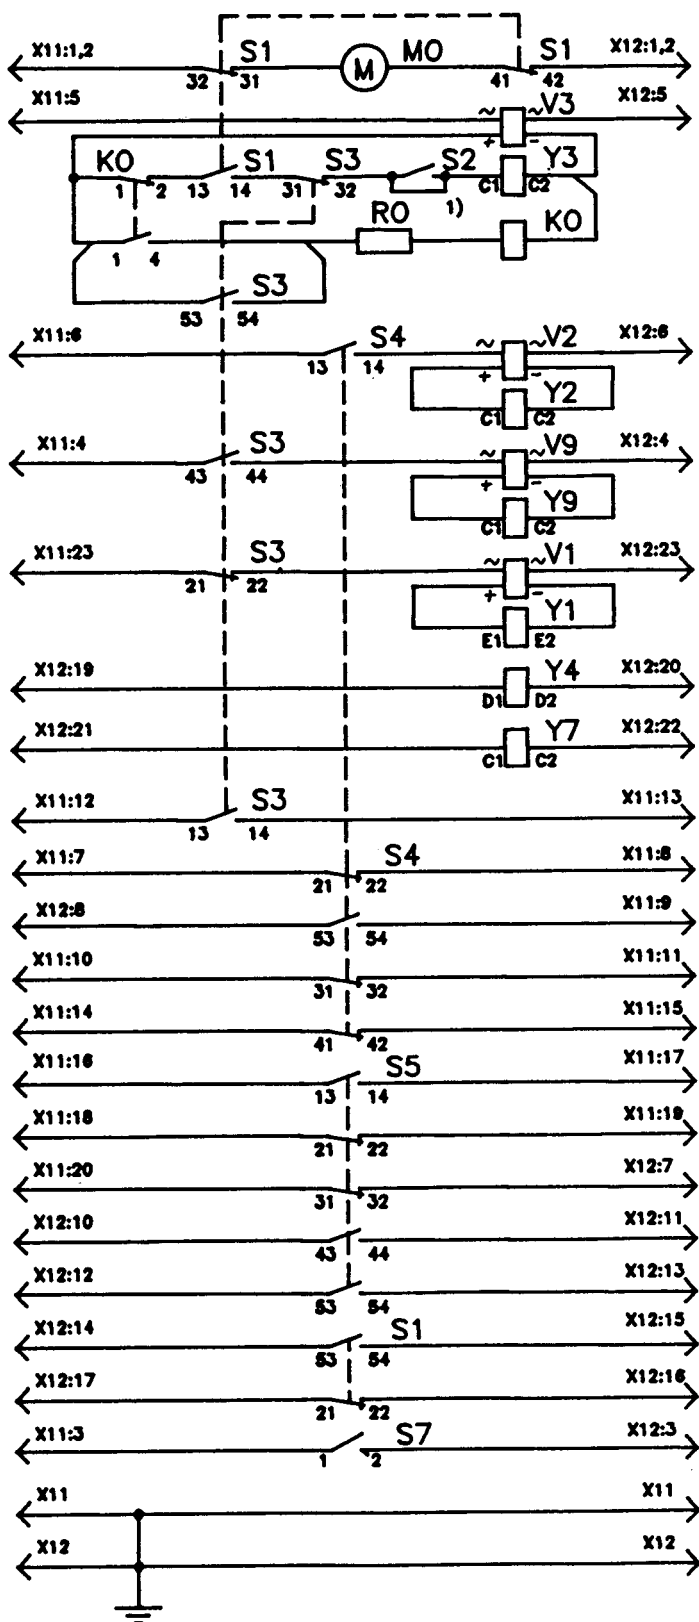 X11:1,2 S1 M0 S1 X12:1,2
32 31 M 41 42
X11:5 V3 X12:5
~ ~
+ -
K0 S1 S3 S2 Y3
1 2 13 14 31 32 1) C1 C2
R0 K0
1 4
S3
53 54
X11:6 S4 V2 X12:6
13 14 ~ ~
+ -
Y2
C1 C2
X11:4 S3 V9 X12:4
43 44 ~ ~
+ -
Y9
C1 C2
X11:23 S3 V1 X12:23
21 22 ~ ~
+ -
Y1
E1 E2
X12:19 Y4 X12:20
D1 D2
X12:21 Y7 X12:22
C1 C2
X11:12 S3 X11:13
13 14
X11:7 S4 X11:8
21 22
X12:8 X11:9
53 54
X11:10 X11:11
31 32
X11:14 X11:15
41 42
X11:16 S5 X11:17
13 14
X11:18 X11:19
21 22
X11:20 X12:7
31 32
X12:10 X12:11
43 44
X12:12 X12:13
53 54
X12:14 S1 X12:15
53 54
X12:17 X12:16
21 22
X11:3 S7 X12:3
1 2
X11 X11
X12 X12